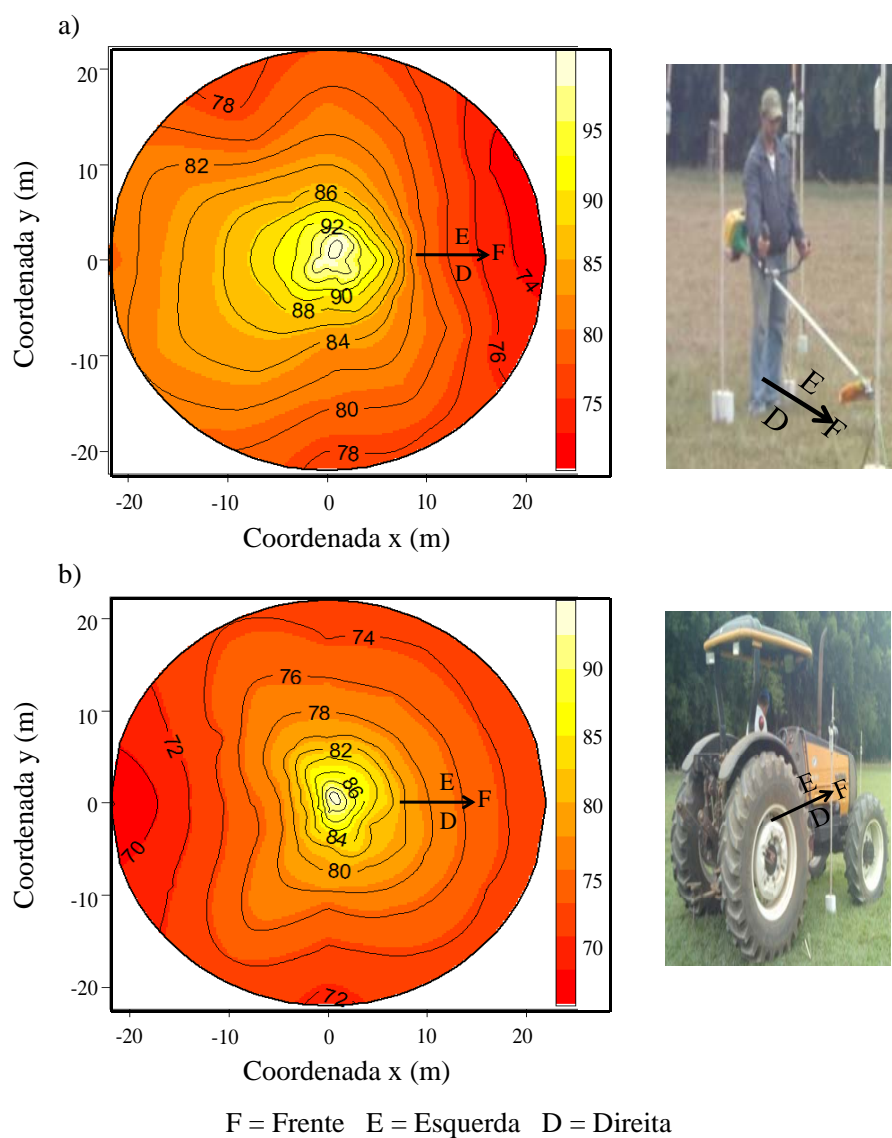 a)
20
10
0
-10
-20
Coordenada y (m)
-20 -10 0 10 20
Coordenada x (m)
78
82
86
92
90
88
84
80
78
76
74
E
D
F
95
90
85
80
75
E
D
F
b)
20
10
0
-10
-20
Coordenada y (m)
-20 -10 0 10 20
Coordenada x (m)
74
76
78
82
86
84
80
72
70
72
E
D
F
90
85
80
75
70
E
D
F
F = Frente E = Esquerda D = Direita